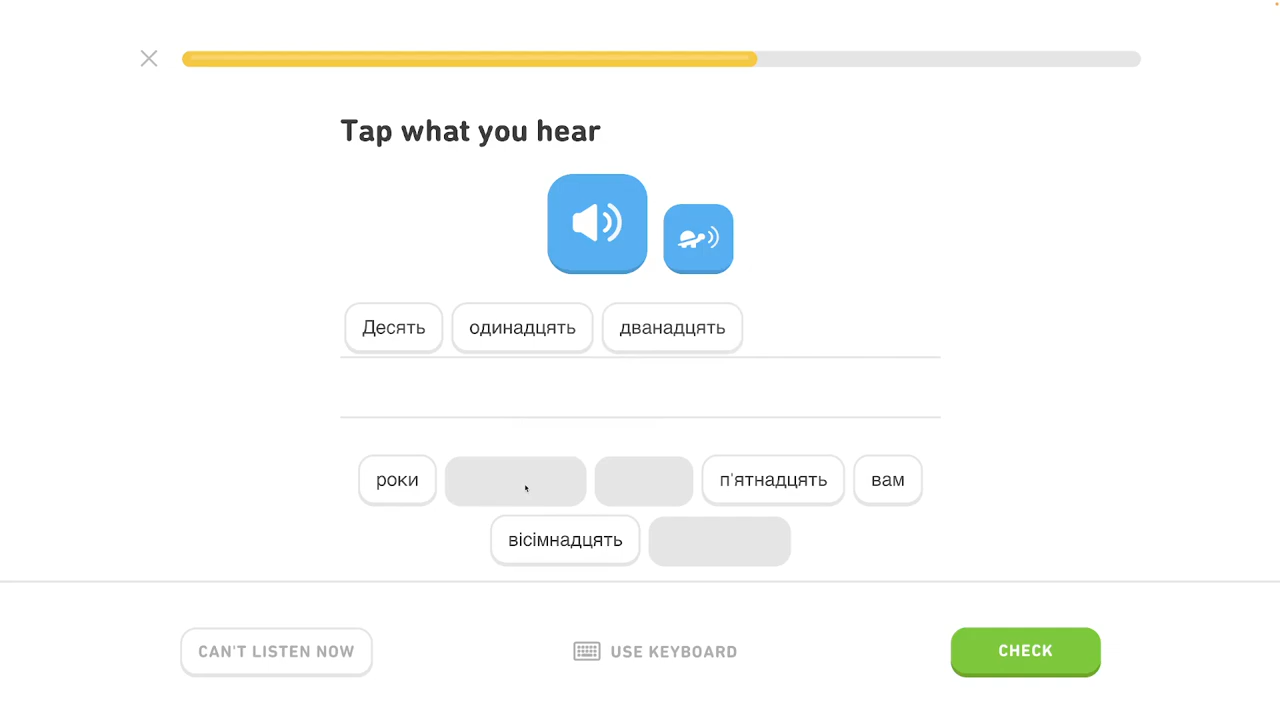 Tap what you hear
Десять одинадцять дванадцять
роки п'ятнадцять вам
вісімнадцять
CAN'T LISTEN NOW USE KEYBOARD CHECK